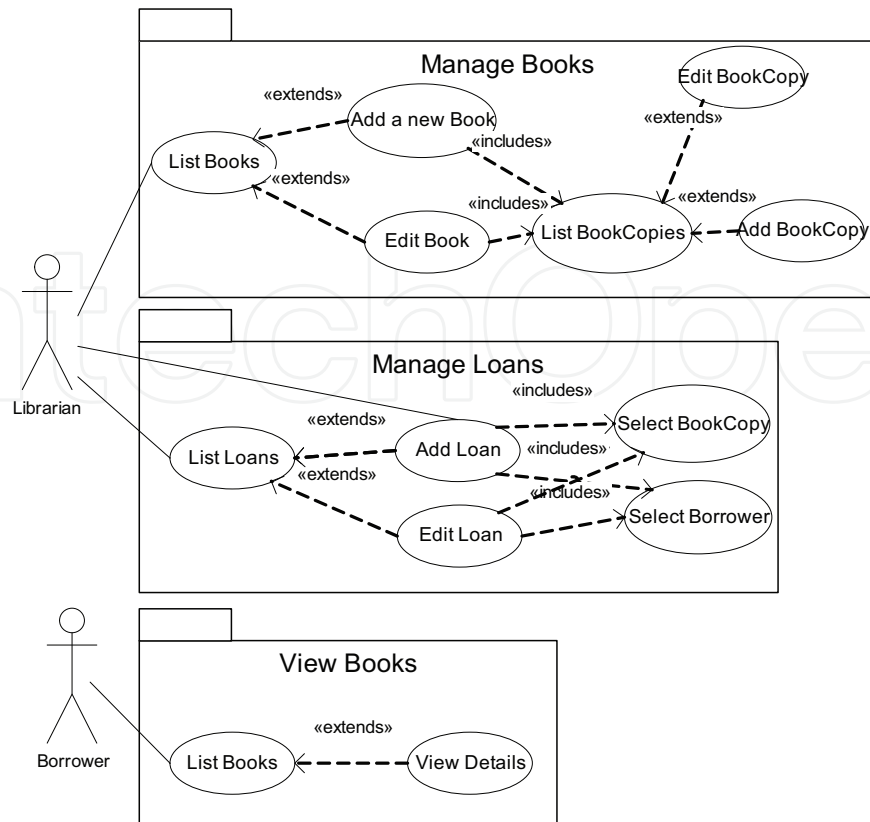 Manage Books
Edit BookCopy
«extends»
Add a new Book
«extends»
«includes»
List Books
«extends»
«includes»
«extends»
Edit Book
List BookCopies
Add BookCopy
Librarian
Manage Loans
«includes»
Select BookCopy
«extends»
Add Loan
«includes»
List Loans
«extends»
«includes»
Select Borrower
Edit Loan
View Books
«extends»
Borrower
List Books
View Details